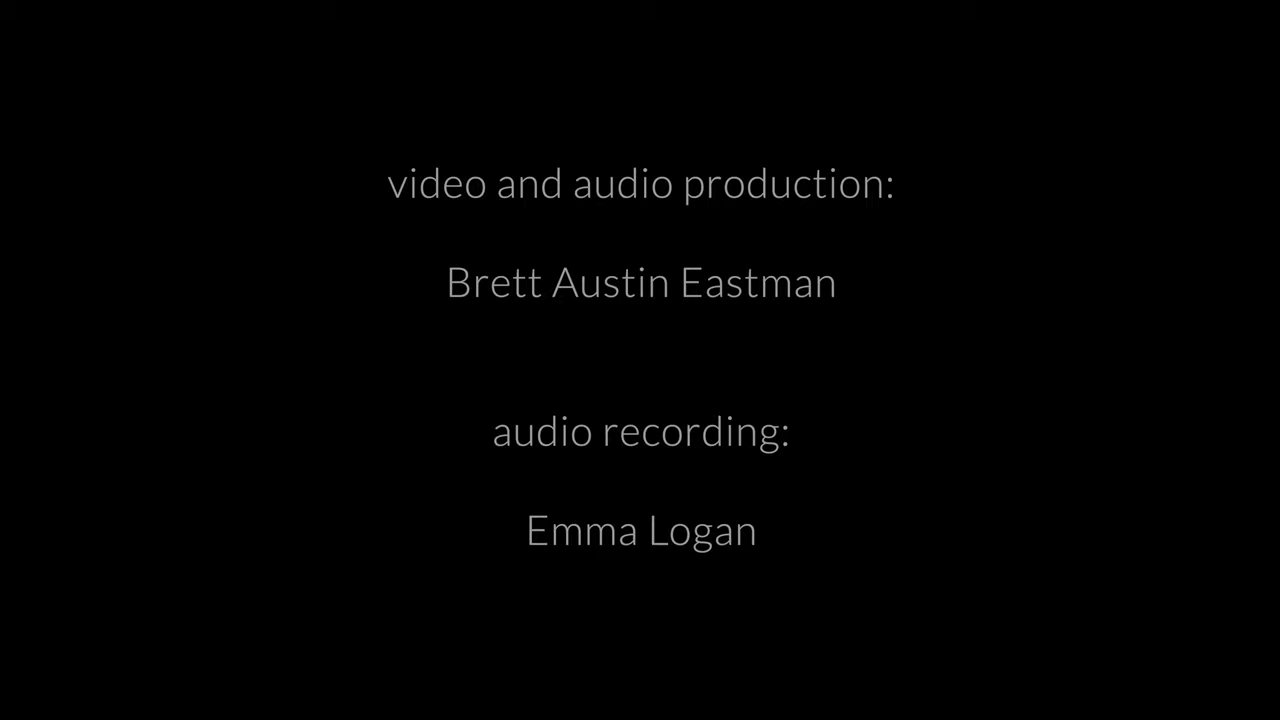 video and audio production:
Brett Austin Eastman
audio recording:
Emma Logan